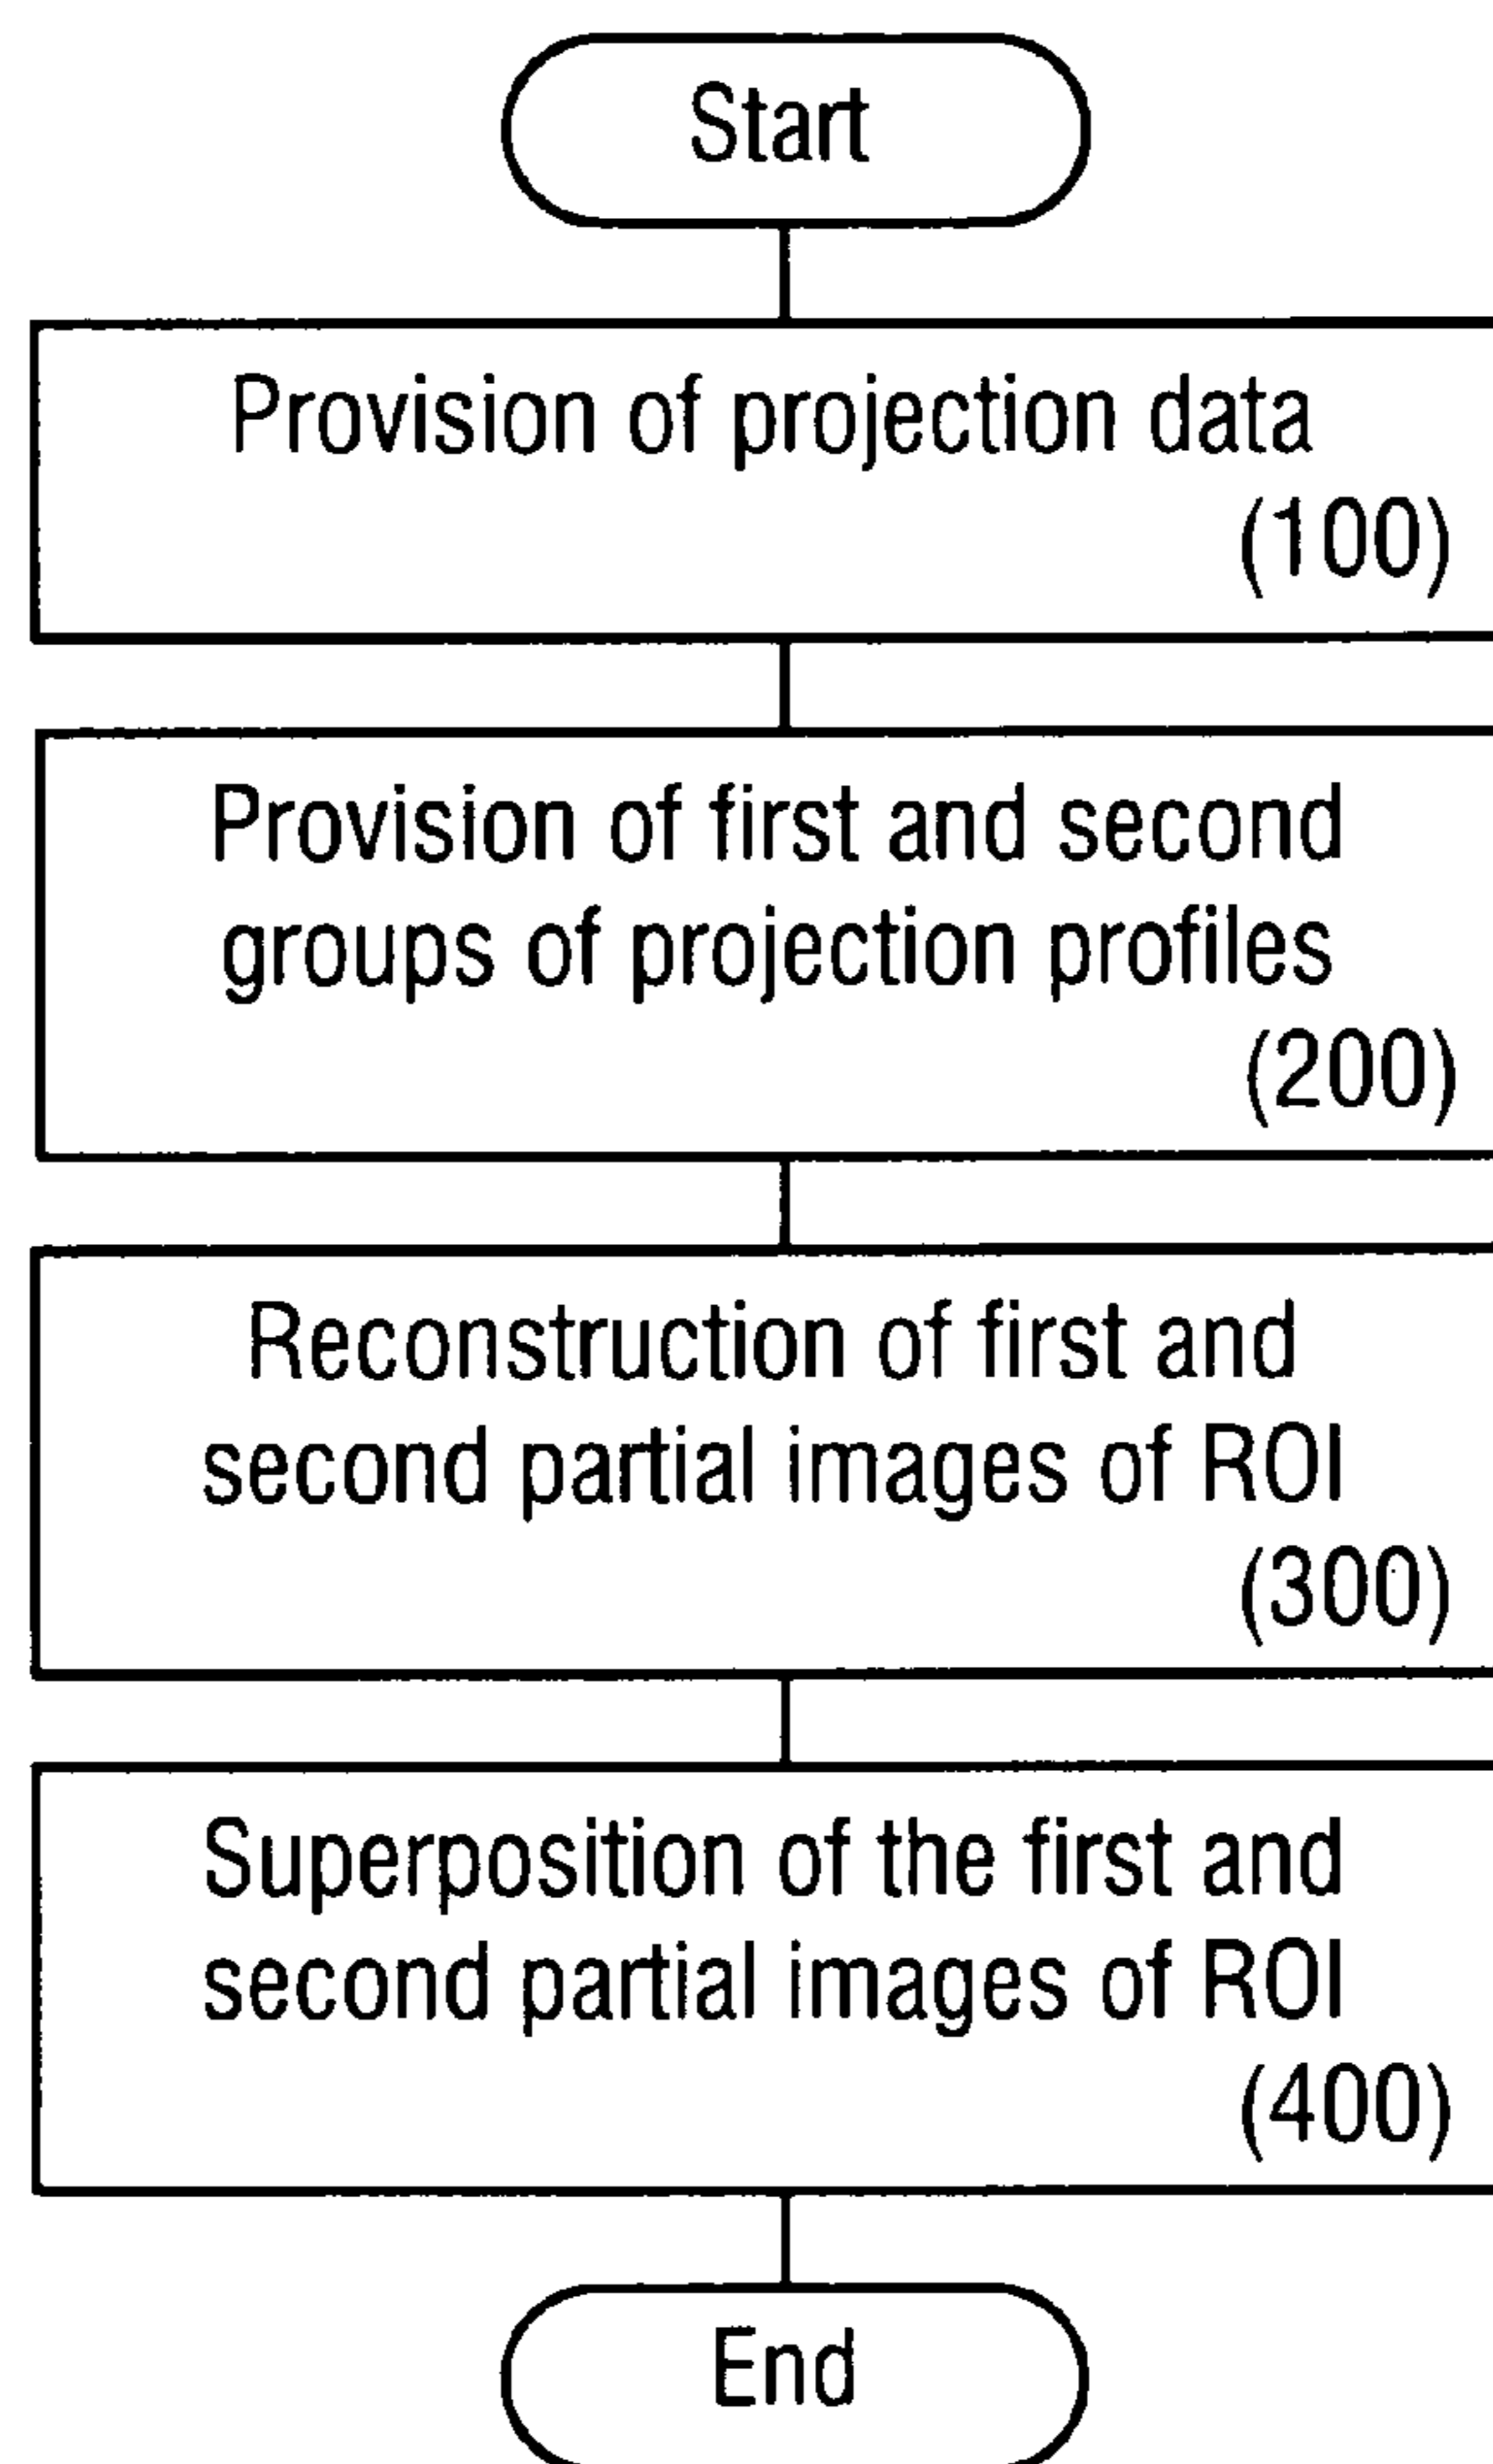 Start
Provision of projection data
(100)
Provision of first and second
groups of projection profiles
(200)
Reconstruction of first and
second partial images of ROI
(300)
Superposition of the first and
second partial images of ROI
(400)
End